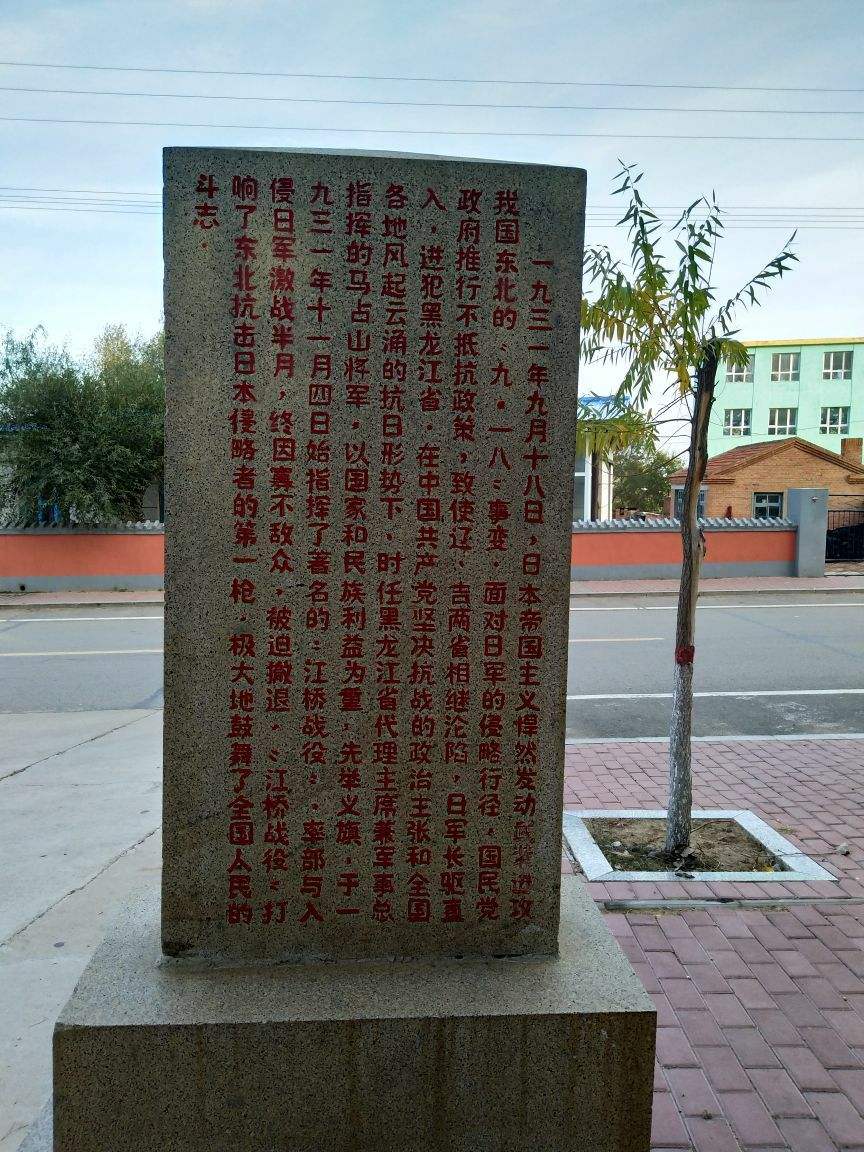 一九三一年九月十八日，日本帝国主义悍然发动武装进攻
我国东北的“九·一八”事变．面对日军的侵略行径，国民党
政府推行不抵抗政策，致使辽、吉两省相继沦陷，日军长驱直
入，进犯黑龙江省．在中国共产党坚决抗战的政治主张和全国
各地风起云涌的抗日形势下，时任黑龙江省代理主席兼军事总
指挥的马占山将军，以国家和民族利益为重，先举义旗，于一
九三一年十一月四日始指挥了著名的“江桥战役”，率部与入
侵日军激战半月，终因寡不敌众，被迫撤退．“江桥战役”打
响了东北抗击日本侵略者的第一枪，极大地鼓舞了全国人民的
斗志．